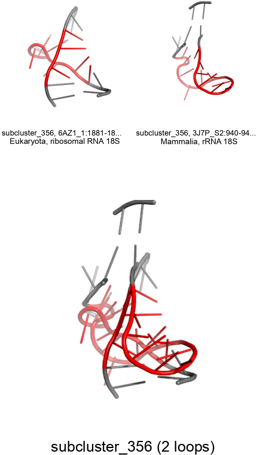 subcluster_356, 6AZ1_1:1881-18...
Eukaryota, ribosomal RNA 18S
subcluster_356, 3J7P_S2:940-94...
Mammalia, rRNA 18S
subcluster_356 (2 loops)